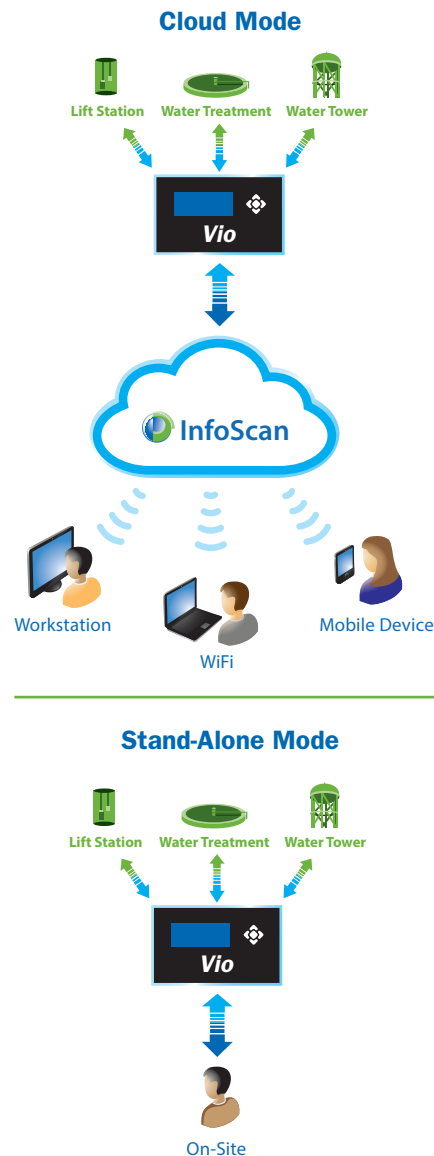 Cloud Mode
Lift Station Water Treatment Water Tower
Vio
InfoScan
Workstation
Mobile Device
WiFi
Stand-Alone Mode
Lift Station Water Treatment Water Tower
Vio
On-Site